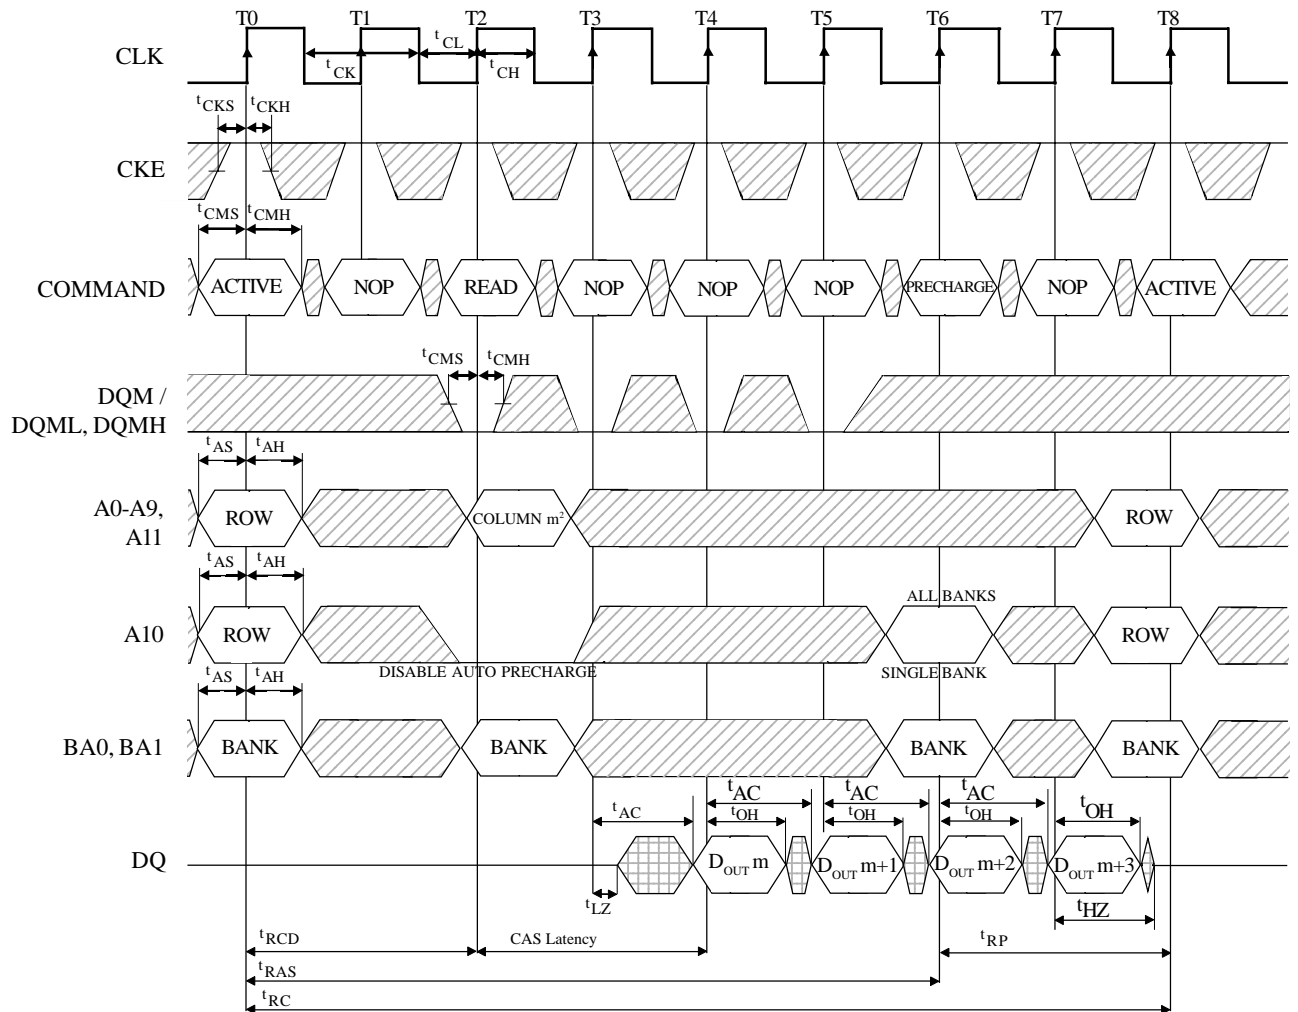 T0 T1 T2 T3 T4 T5 T6 T7 T8
CLK
tCK tCL tCH
tCKS tCKH
CKE
tCMS tCMH
COMMAND ACTIVE NOP READ NOP NOP NOP PRECHARGE NOP ACTIVE
tCMS tCMH
DQM /
DQML, DQMH
tAS tAH
A0-A9,
A11
ROW COLUMN m² ROW
tAS tAH
ALL BANKS
A10 ROW ROW
DISABLE AUTO PRECHARGE SINGLE BANK
tAS tAH
BA0, BA1 BANK BANK BANK BANK
tAC tAC tAC tAC
tOH tOH tOH tOH
DQ DOUT m DOUT m+1 DOUT m+2 DOUT m+3
tLZ tHZ
tRCD CAS Latency tRP
tRAS
tRC